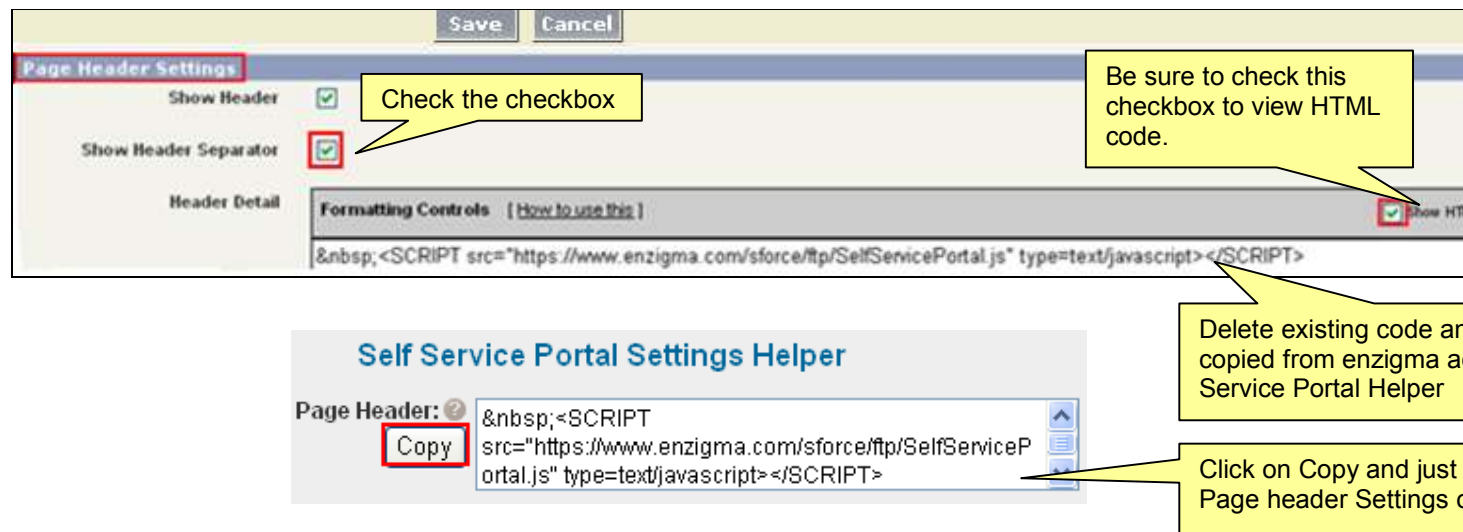 Save Cancel
Page Header Settings
Show Header
Check the checkbox
Be sure to check this
checkbox to view HTML
code.
Show Header Separator
Header Detail
Formatting Controls [ How to use this ]
Show
&nbsp;<SCRIPT src="https://www.enzigma.com/sforce/ftp/SelfServicePortal.js" type=text/javascript></SCRIPT>
Delete existing code
copied from enzigma
Service Portal Helper
Self Service Portal Settings Helper
Page Header:
Copy
&nbsp;<SCRIPT
src="https://www.enzigma.com/sforce/ftp/SelfServiceP
ortal.js" type=text/javascript></SCRIPT>
Click on Copy and just
Page header Settings